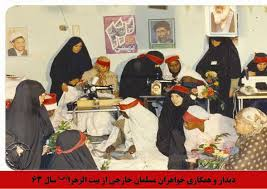 دیدار و همکاری خواهران مسلمان خارجی از بیت الزهرا(س) سال ۶۳